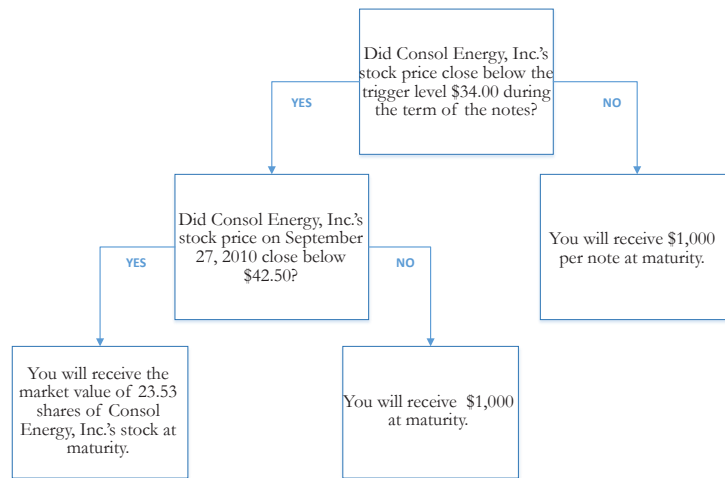 Did Consol Energy, Inc.'s
stock price close below the
trigger level $34.00 during
the term of the notes?
YES
NO
Did Consol Energy, Inc.'s
stock price on September
27, 2010 close below
$42.50?
You will receive $1,000
per note at maturity.
YES
NO
You will receive the
market value of 23.53
shares of Consol
Energy, Inc.'s stock at
maturity.
You will receive $1,000
at maturity.